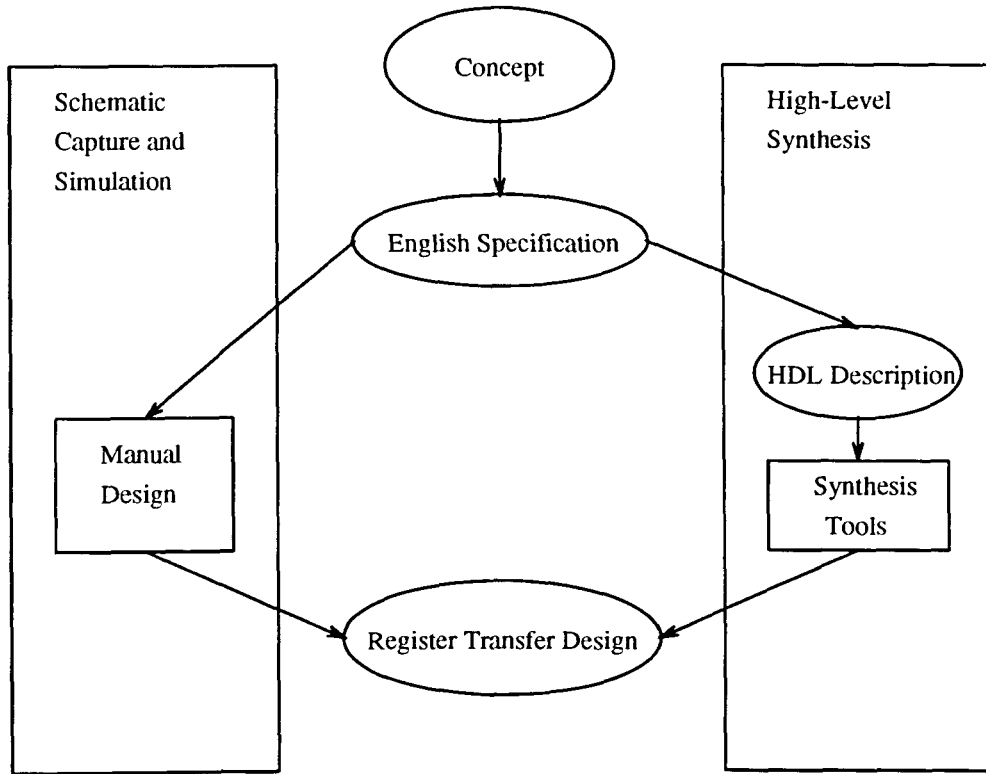 Concept
Schematic
Capture and
Simulation
High-Level
Synthesis
English Specification
HDL Description
Manual
Design
Synthesis
Tools
Register Transfer Design